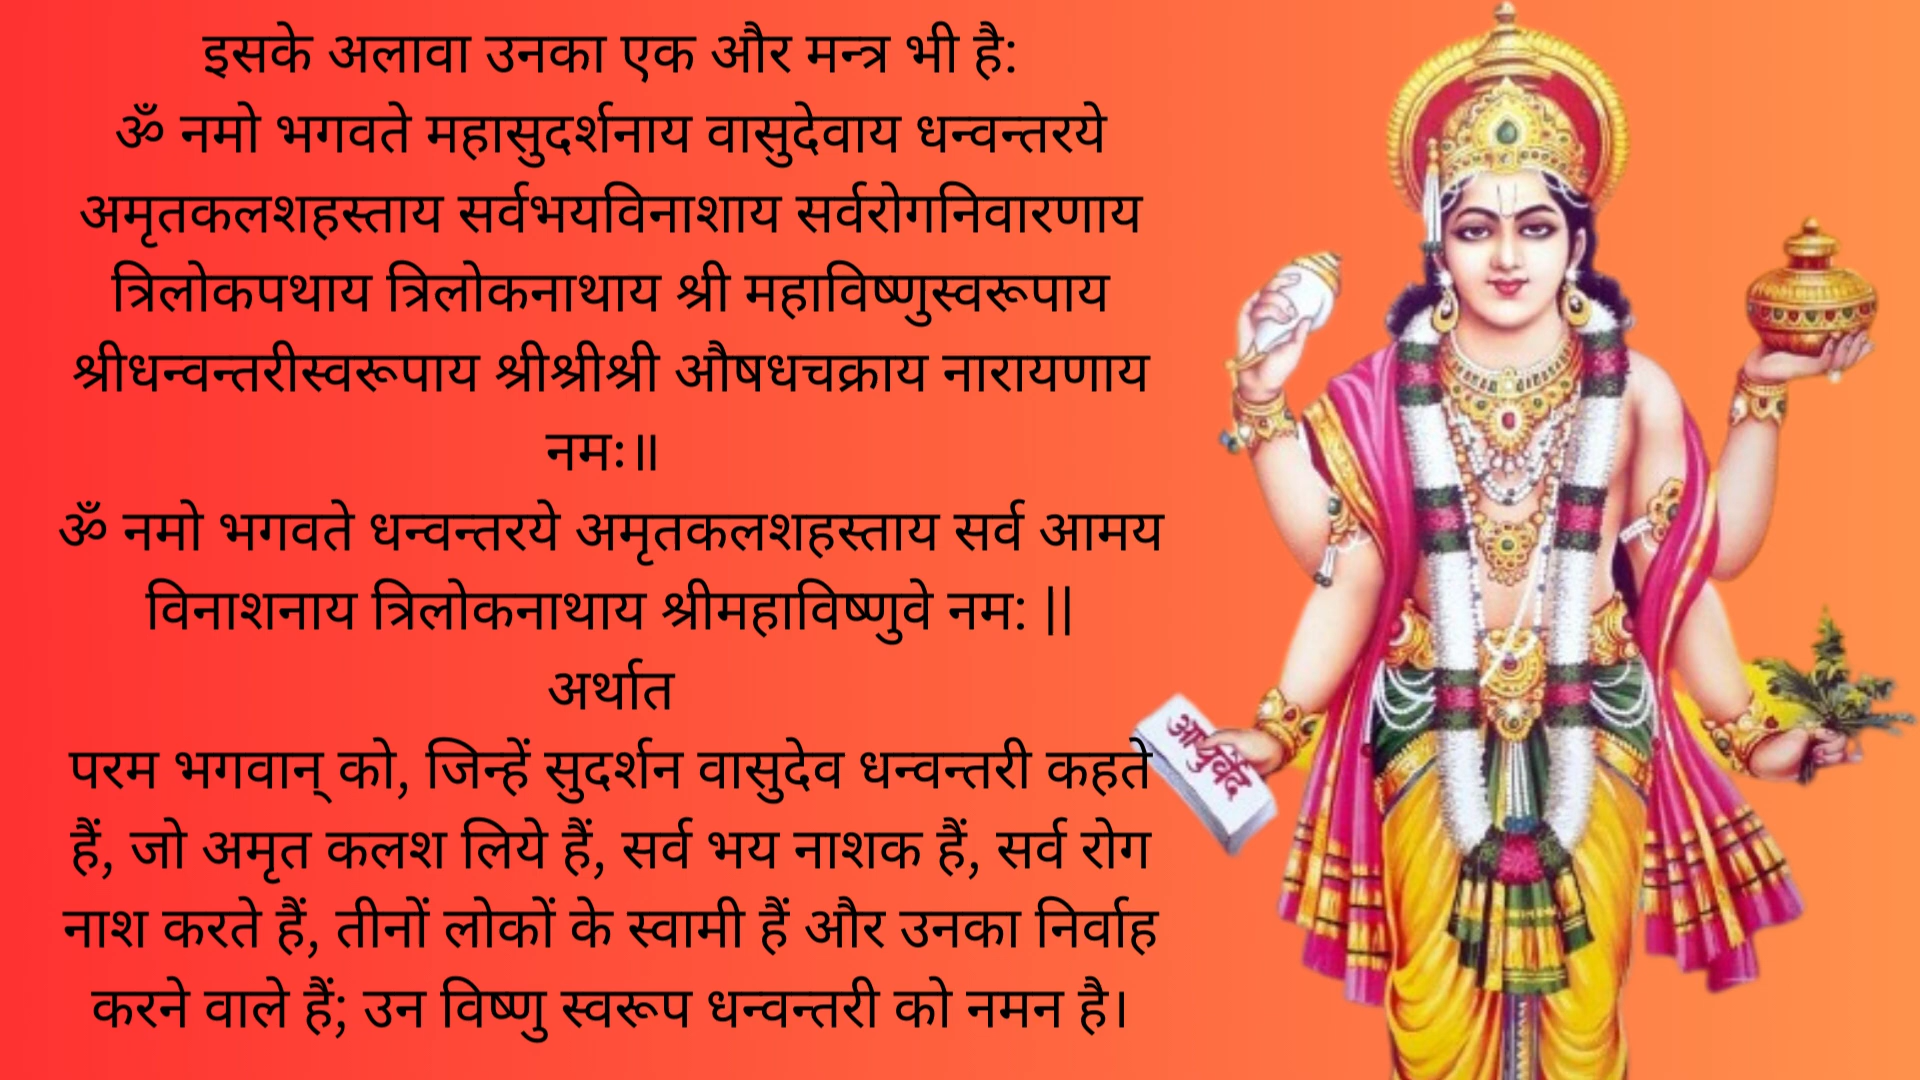 इसके अलावा उनका एक और मन्त्र भी है:
ॐ नमो भगवते महासुदर्शनाय वासुदेवाय धन्वन्तरये
अमृतकलशहस्ताय सर्वभयविनाशाय सर्वरोगनिवारणाय
त्रिलोकपथाय त्रिलोकनाथाय श्री महाविष्णुस्वरूपाय
श्रीधन्वन्तरीस्वरूपाय श्रीश्रीश्री औषधचक्राय नारायणाय
नमः॥
ॐ नमो भगवते धन्वन्तरये अमृतकलशहस्ताय सर्व आमय
विनाशनाय त्रिलोकनाथाय श्रीमहाविष्णुवे नम: ||
अर्थात
परम भगवान् को, जिन्हें सुदर्शन वासुदेव धन्वन्तरी कहते
हैं, जो अमृत कलश लिये हैं, सर्व भय नाशक हैं, सर्व रोग
नाश करते हैं, तीनों लोकों के स्वामी हैं और उनका निर्वाह
करने वाले हैं; उन विष्णु स्वरूप धन्वन्तरी को नमन है।
आयुर्वेद